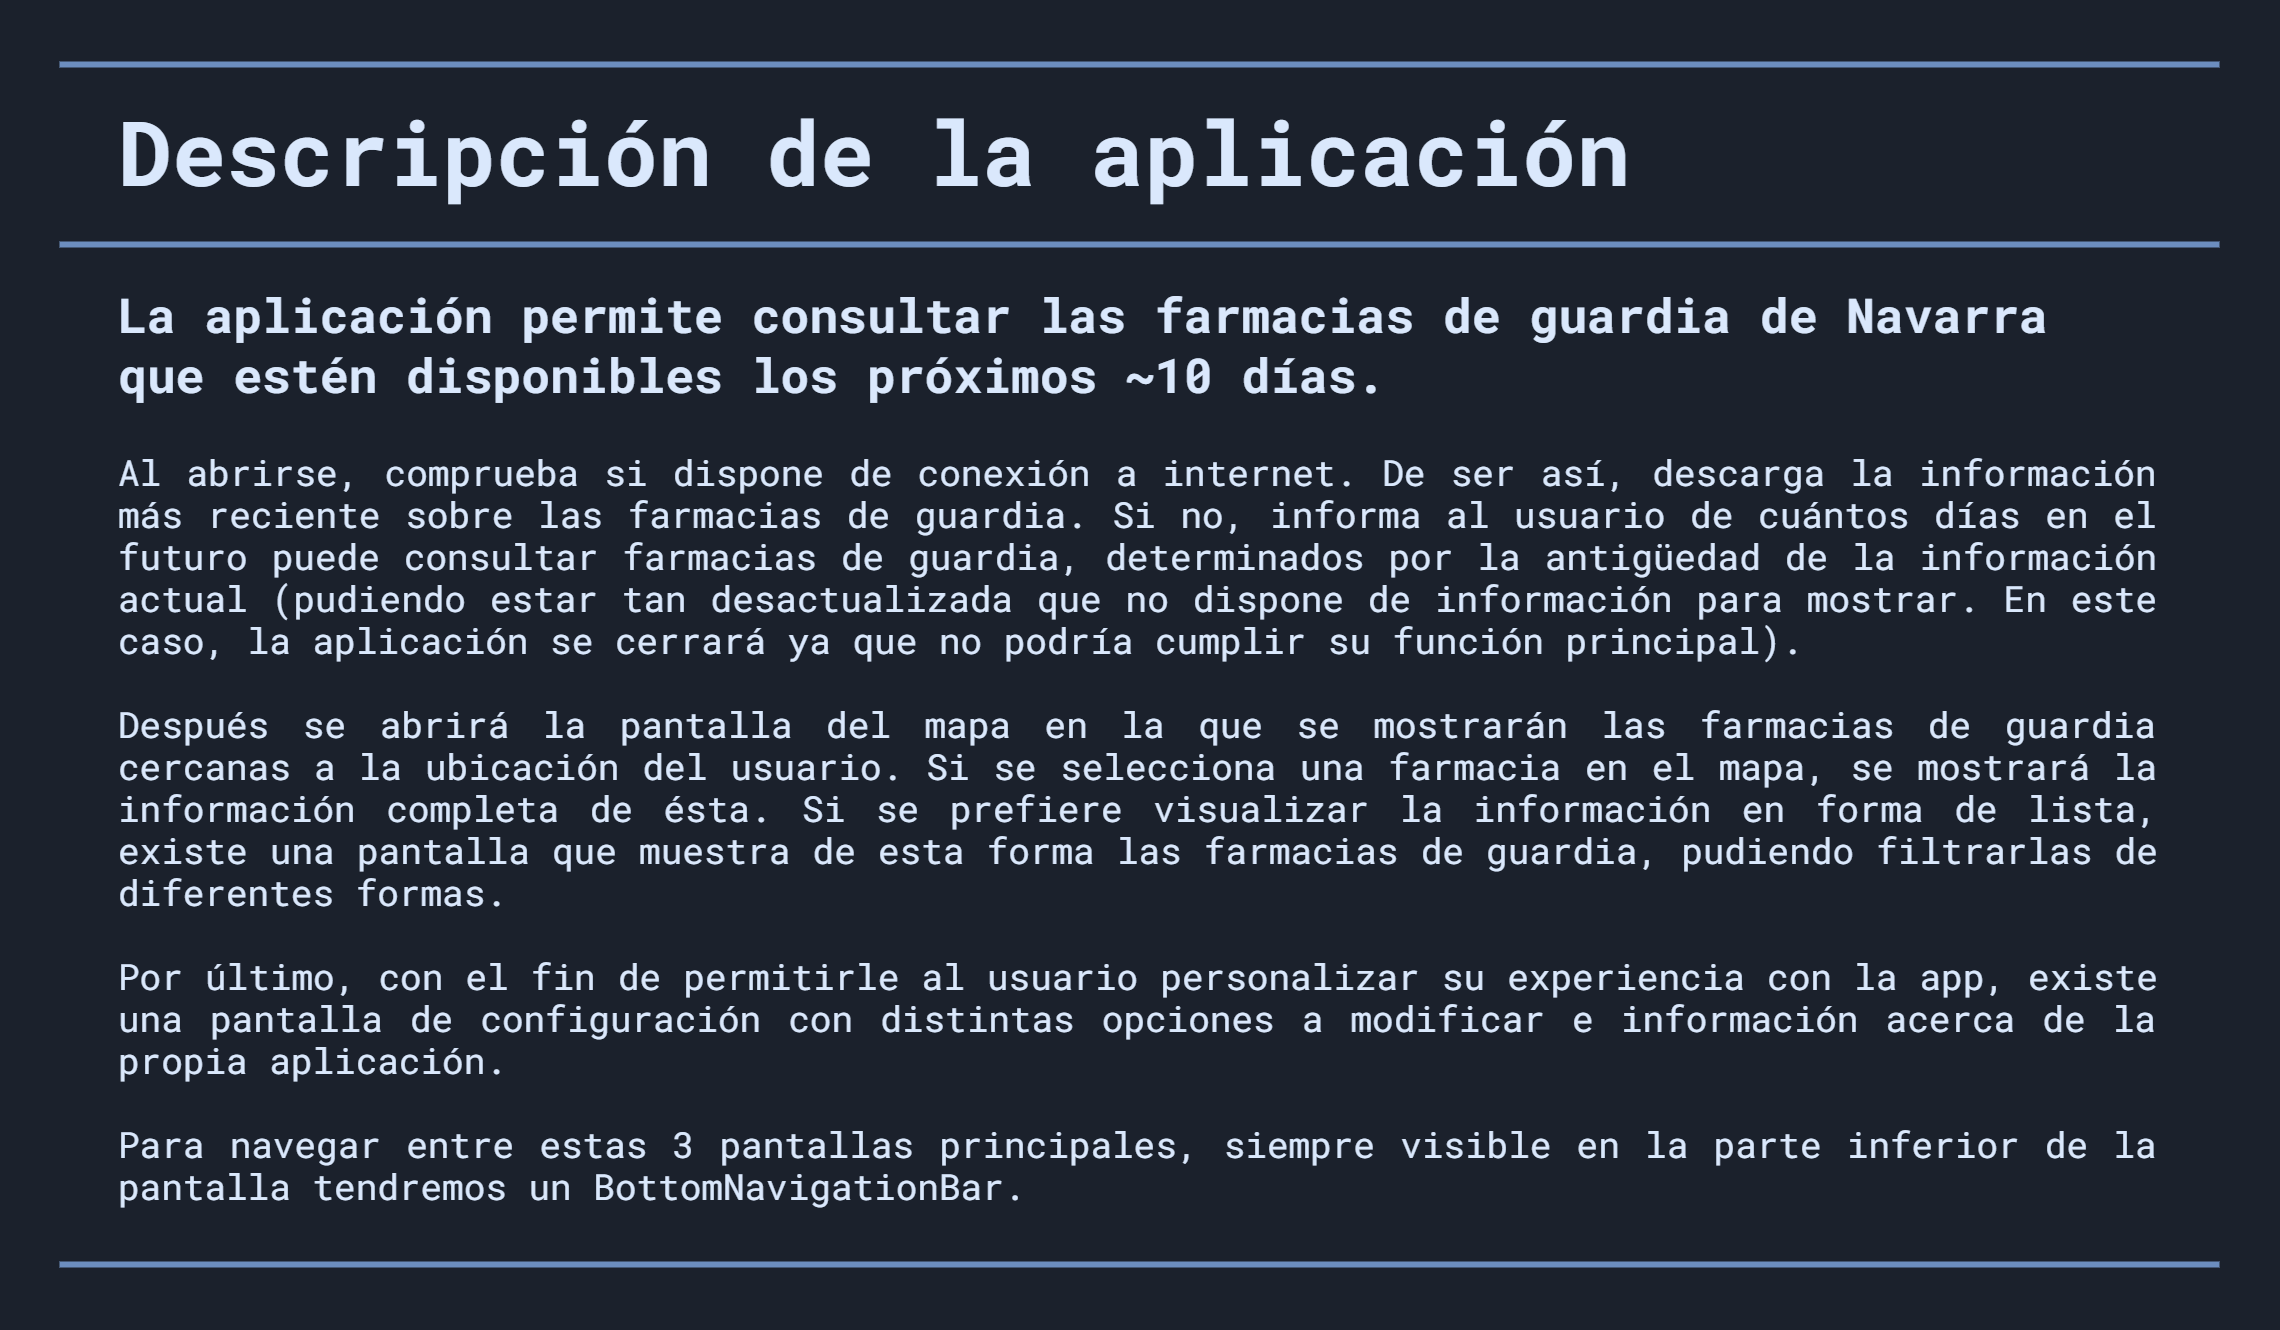 Descripción de la aplicación
La aplicación permite consultar las farmacias de guardia de Navarra
que estén disponibles los próximos ~10 días.
Al abrirse, comprueba si dispone de conexión a internet. De ser así, descarga la información
más reciente sobre las farmacias de guardia. Si no, informa al usuario de cuántos días en el
futuro puede consultar farmacias de guardia, determinados por la antigüedad de la información
actual (pudiendo estar tan desactualizada que no dispone de información para mostrar. En este
caso, la aplicación se cerrará ya que no podría cumplir su función principal).
Después se abrirá la pantalla del mapa en la que se mostrarán las farmacias de guardia
cercanas a la ubicación del usuario. Si se selecciona una farmacia en el mapa, se mostrará la
información completa de ésta. Si se prefiere visualizar la información en forma de lista,
existe una pantalla que muestra de esta forma las farmacias de guardia, pudiendo filtrarlas de
diferentes formas.
Por último, con el fin de permitirle al usuario personalizar su experiencia con la app, existe
una pantalla de configuración con distintas opciones a modificar e información acerca de la
propia aplicación.
Para navegar entre estas 3 pantallas principales, siempre visible en la parte inferior de la
pantalla tendremos un BottomNavigationBar.